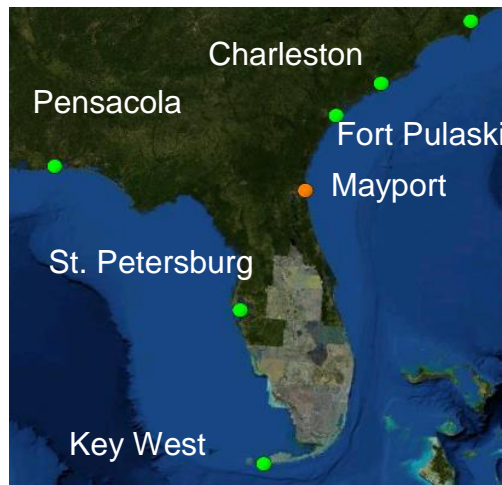 Charleston
Pensacola
Fort Pulaski
Mayport
St. Petersburg
Key West